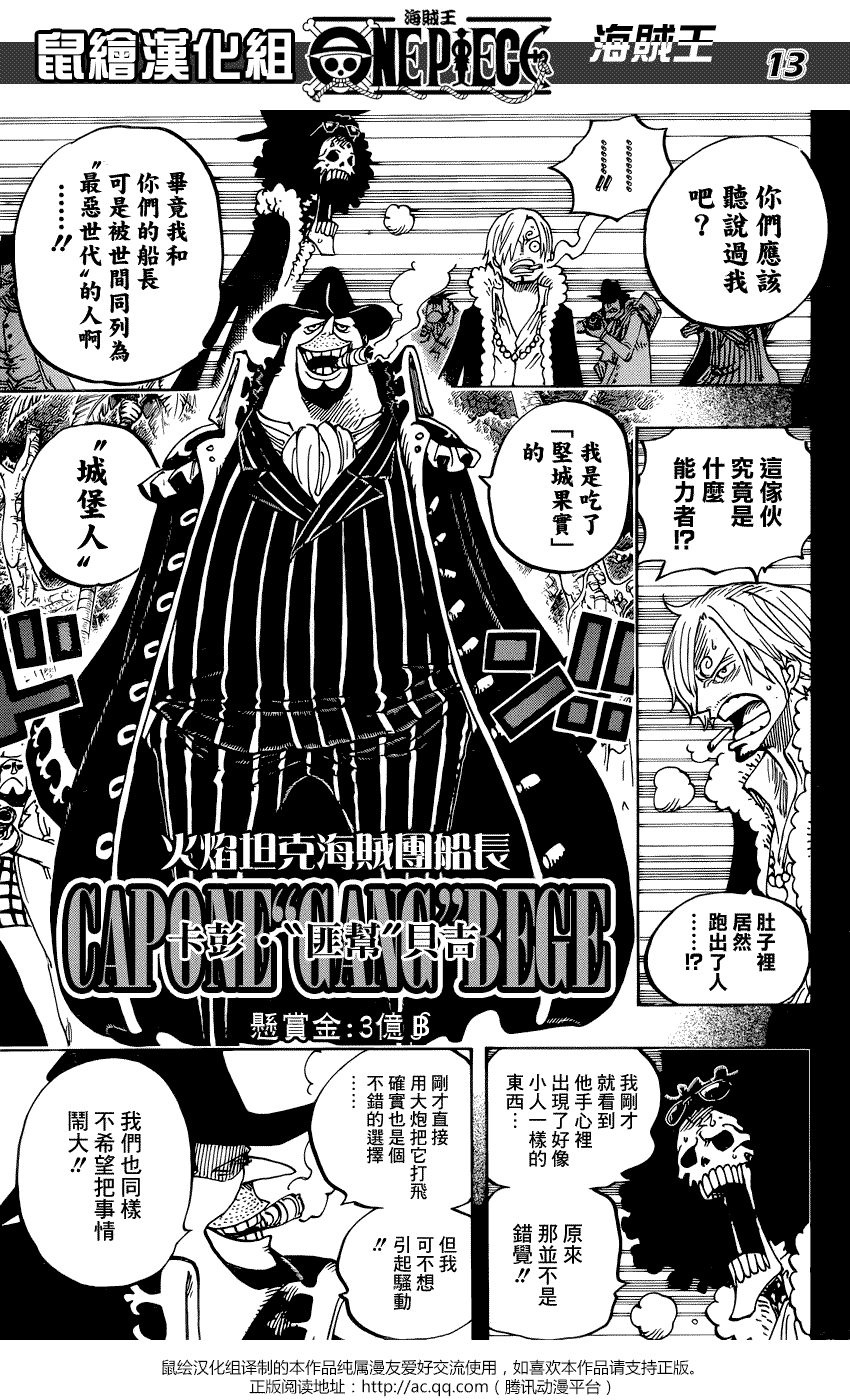 鼠繪漢化組
海賊王
ONE PIECE
海賊王
13
你們應該
聽說過我
吧？
………!!
畢竟我和
你們的船長
可是被世間同列為
“最惡世代”的人啊
……!!
這傢伙
究竟是
什麼
能力者!?
我是吃了
「堅城果實」
的
“城堡人”
ドンッ!!
肚子裡
居然
跑出了人
……!?
火焰坦克海賊團船長
CAPONE“GANG”BEGE
卡彭·“匪幫”貝吉
懸賞金:3億฿
我剛才
就看到
他手心裡
出現了好像
小人一樣的
東西…
原來
那並不是
錯覺!!
剛才直接
用大炮把它打飛
確實也是個
不錯的選擇
……
但我
可不想
引起騷動
!!
我們也同樣
不希望把事情
鬧大!!
鼠绘汉化组译制的本作品纯属漫友爱好交流使用，如喜欢本作品请支持正版。
正版阅读地址：http://ac.qq.com（腾讯动漫平台）